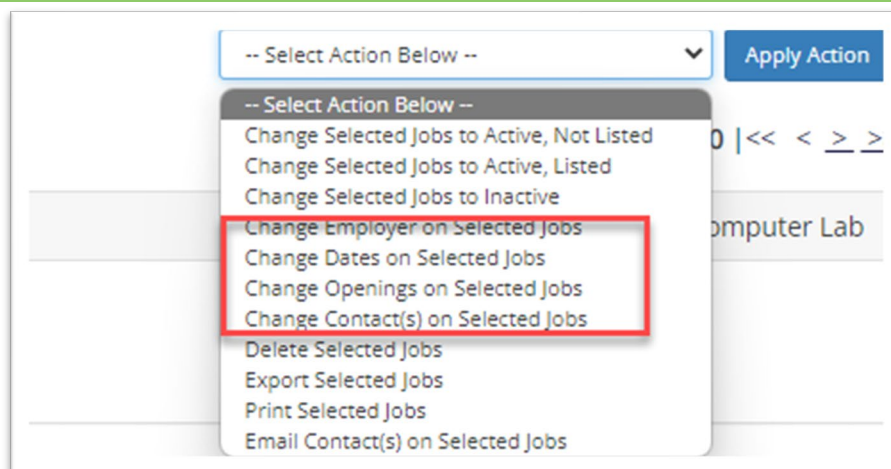 -- Select Action Below -- Apply Action
-- Select Action Below --
Change Selected Jobs to Active, Not Listed
0 |<< < > >
Change Selected Jobs to Active, Listed
Change Selected Jobs to Inactive
Change Employer on Selected Jobs
omputer Lab
Change Dates on Selected Jobs
Change Openings on Selected Jobs
Change Contact(s) on Selected Jobs
Delete Selected Jobs
Export Selected Jobs
Print Selected Jobs
Email Contact(s) on Selected Jobs